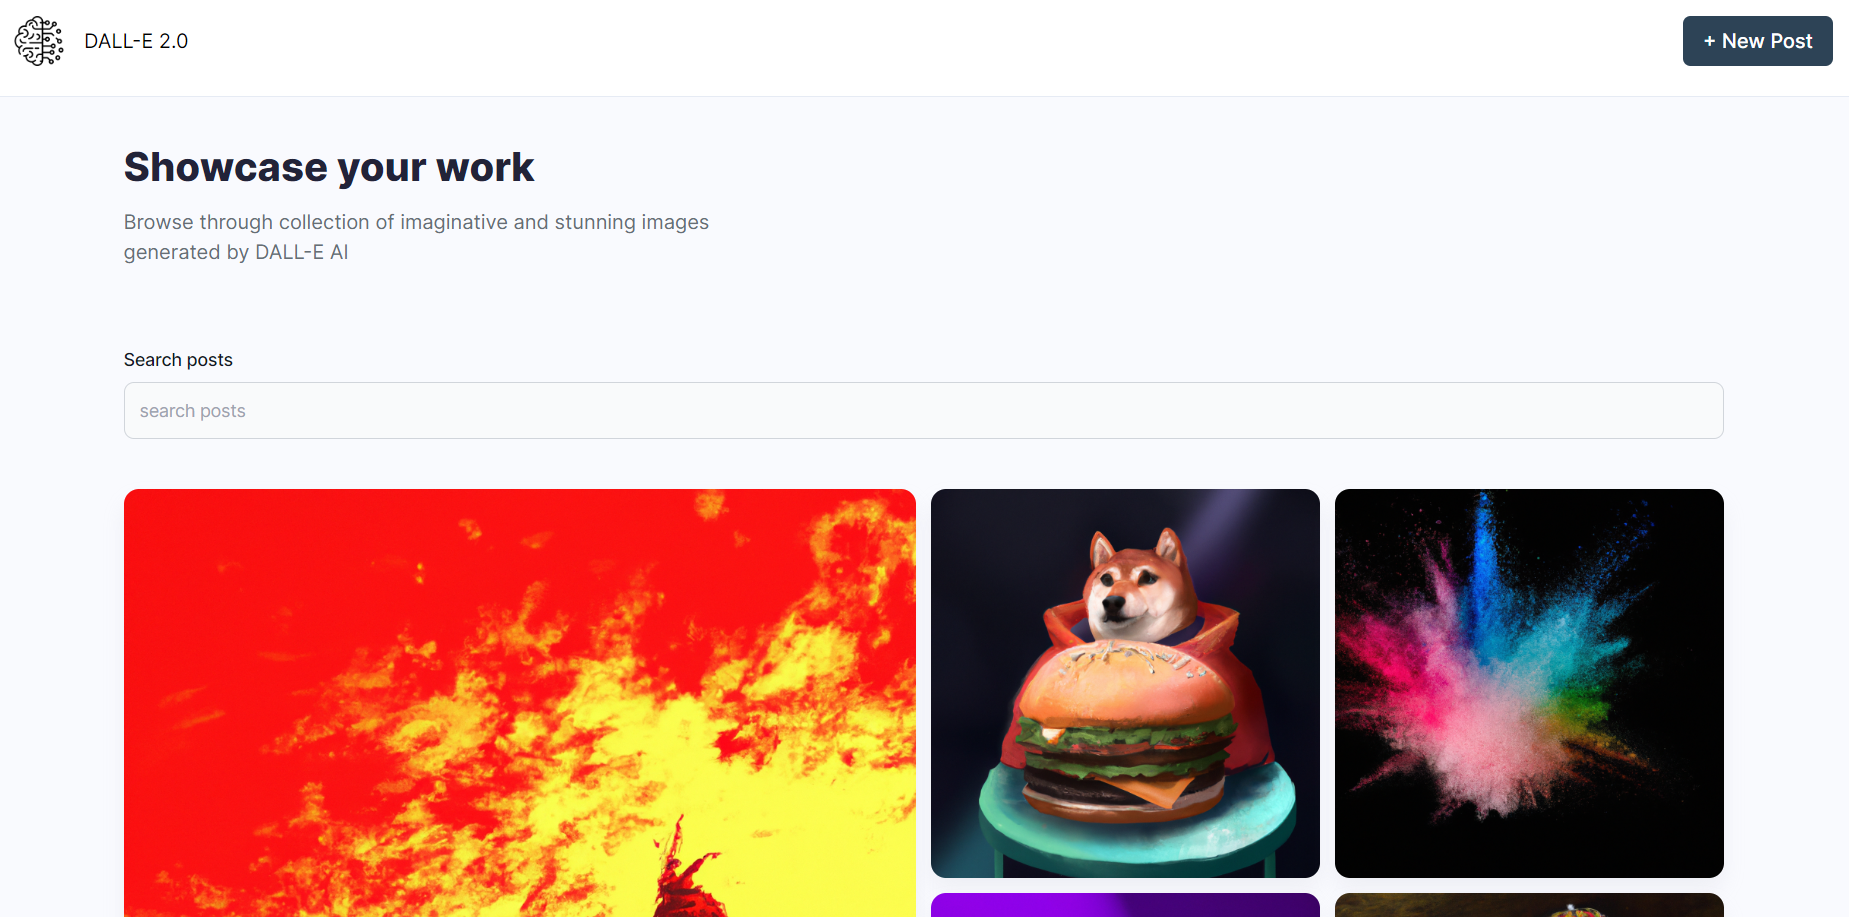 DALL-E 2.0
+ New Post
Showcase your work
Browse through collection of imaginative and stunning images
generated by DALL-E AI
Search posts
search posts